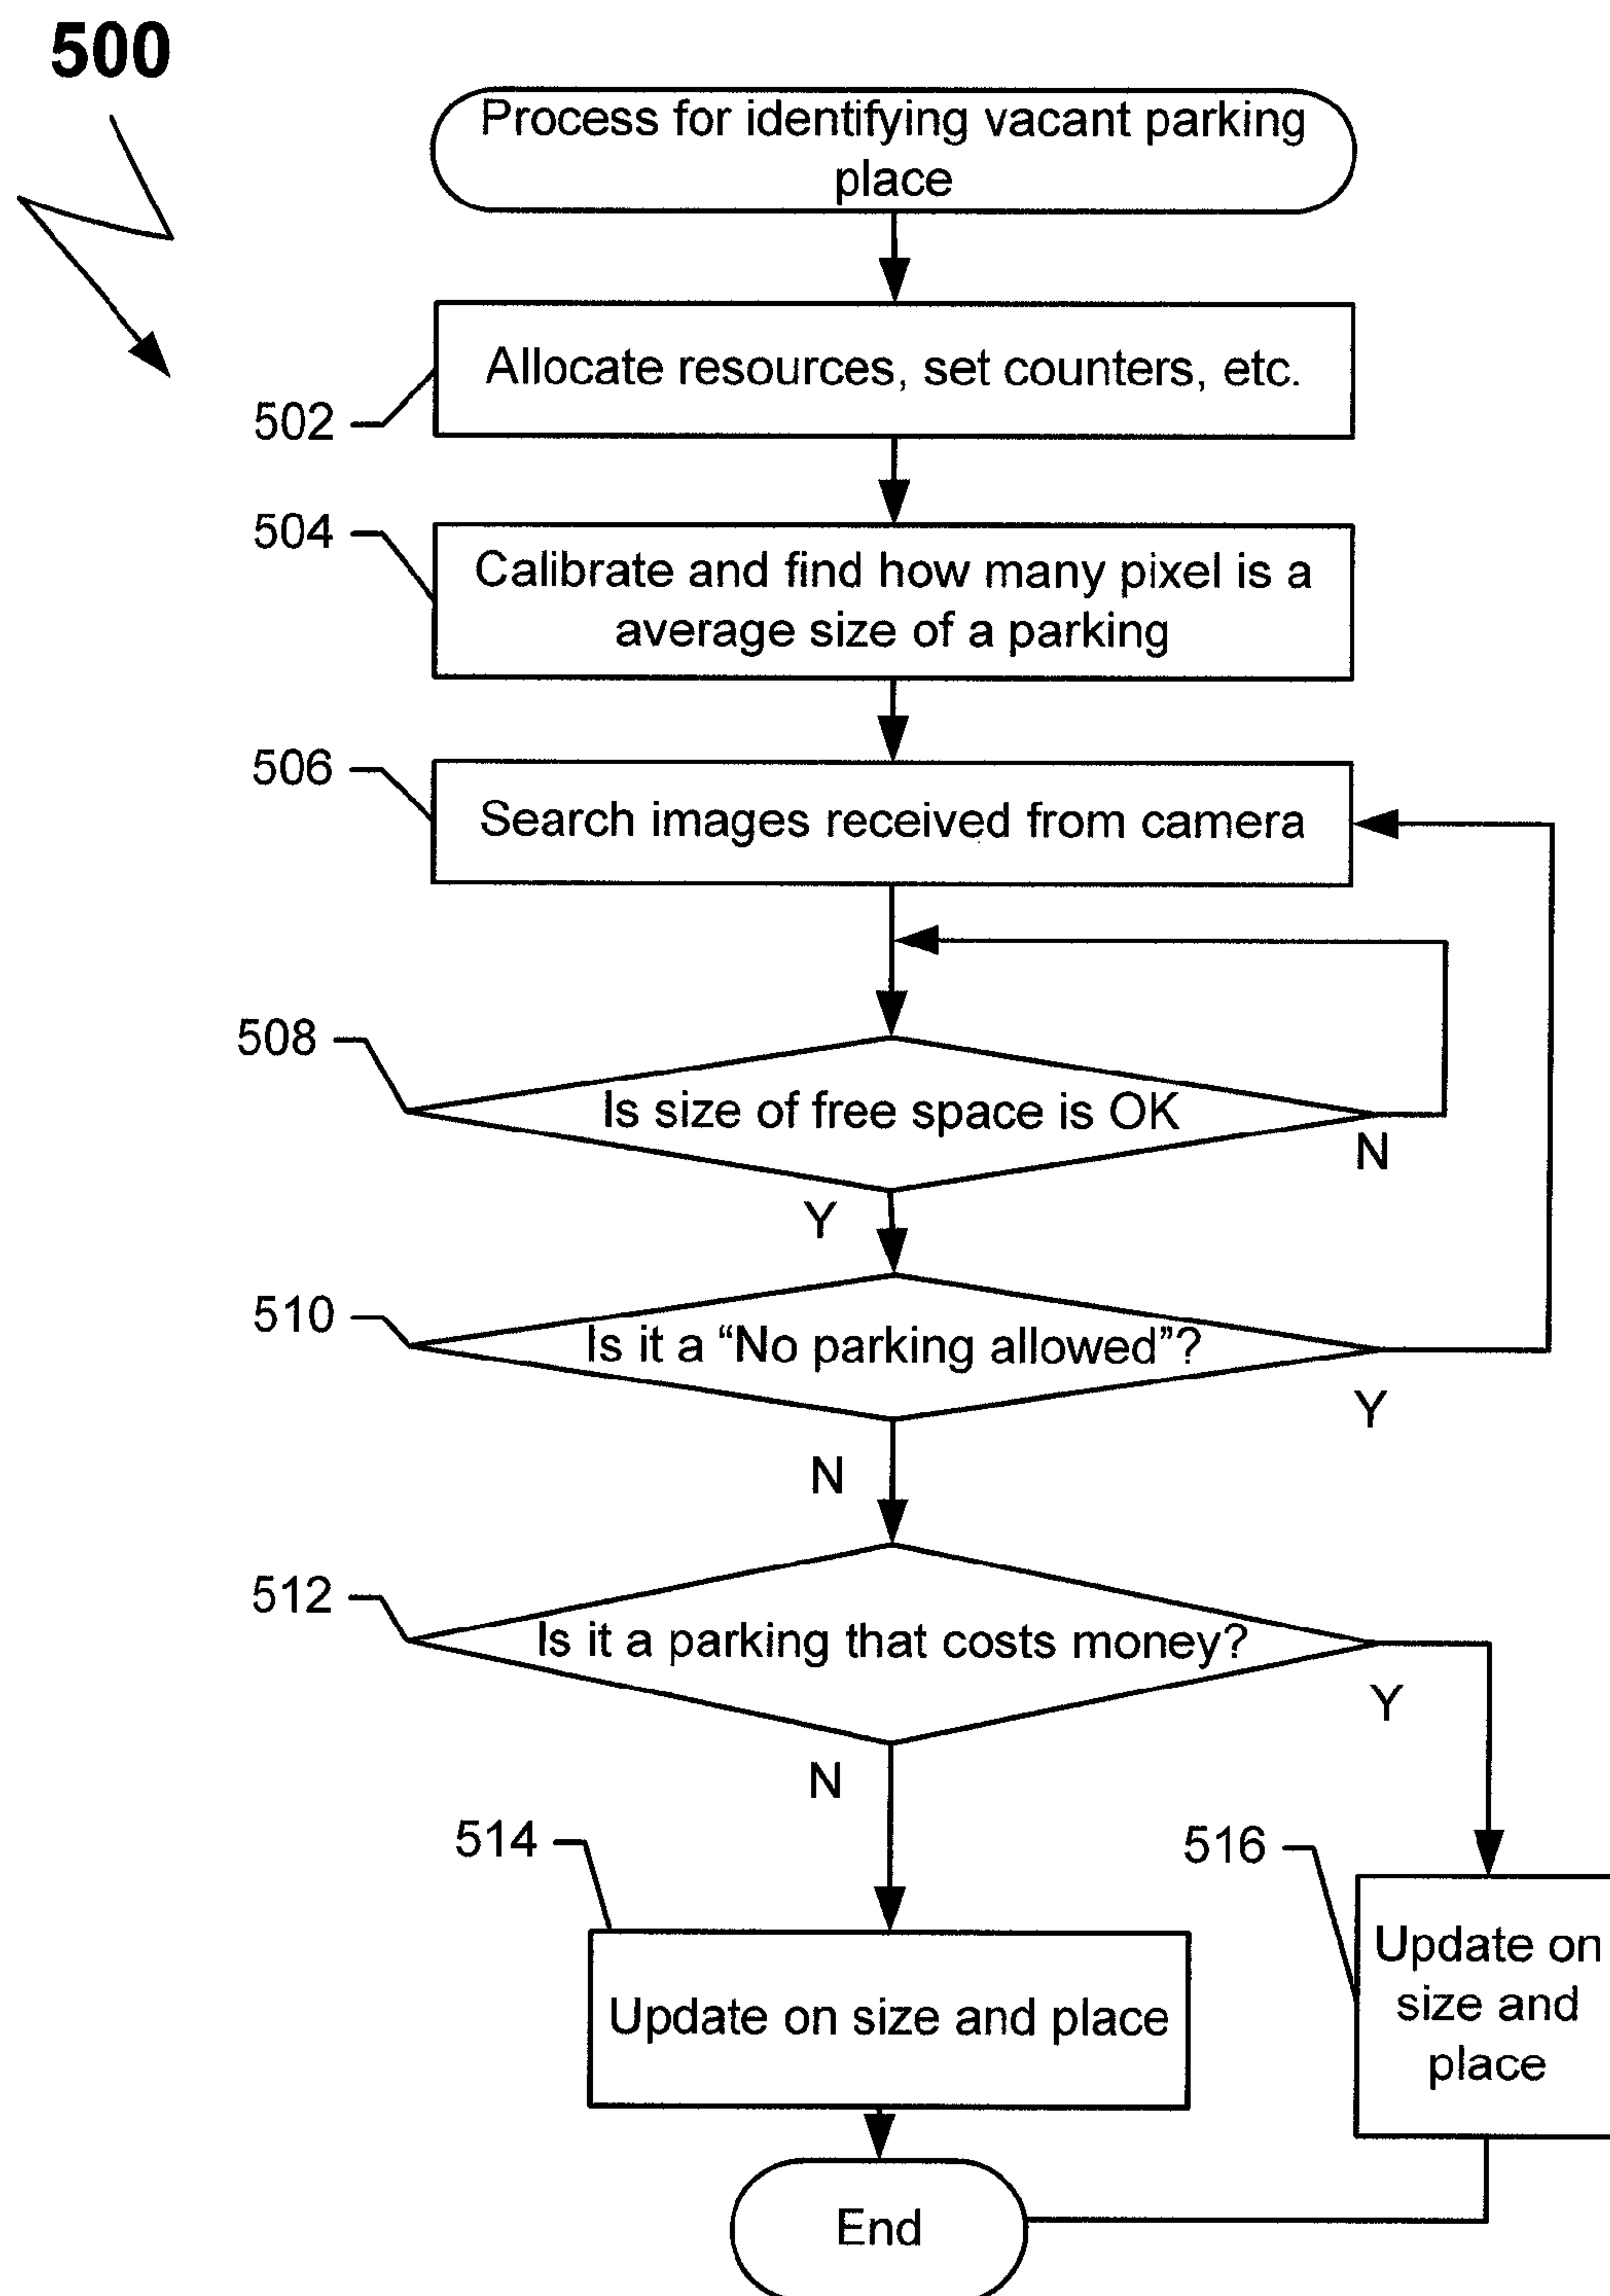 500
Process for identifying vacant parking
place
502
Allocate resources, set counters, etc.
504
Calibrate and find how many pixel is a
average size of a parking
506
Search images received from camera
508
Is size of free space is OK
N
Y
510
Is it a “No parking allowed”?
Y
N
512
Is it a parking that costs money?
Y
N
514
Update on size and place
516
Update on
size and
place
End